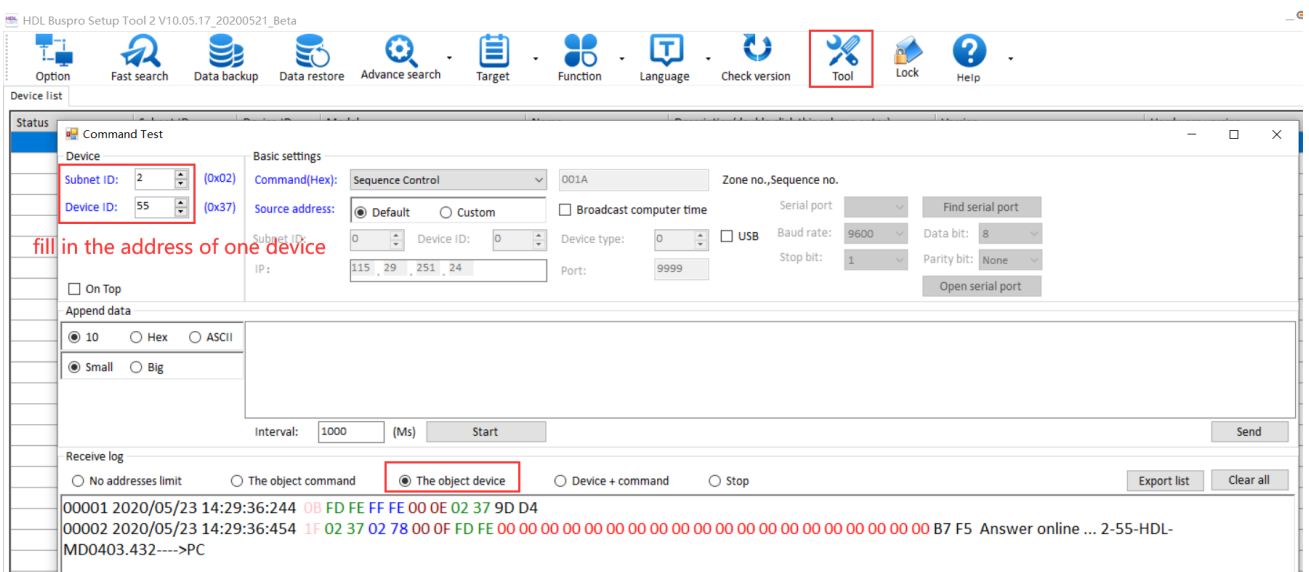 HDL Buspro Setup Tool 2 V10.05.17_20200521_Beta
Option Fast search Data backup Data restore Advance search Target Function Language Check version Tool Lock Help
Device list
Status
Command Test
Device Basic settings
Subnet ID: 2 (0x02) Command(Hex): Sequence Control 001A Zone no.,Sequence no.
Device ID: 55 (0x37) Source address: Default Custom Broadcast computer time Serial port Find serial port
fill in the address of one device
Subnet ID: 0 Device ID: 0 Device type: 0 USB Baud rate: 9600 Data bit: 8
IP: 115 . 29 . 251 . 24 Port: 9999 Stop bit: 1 Parity bit: None
On Top Open serial port
Append data
10 Hex ASCII
Small Big
Interval: 1000 (Ms) Start Send
Receive log
No addresses limit The object command The object device Device + command Stop Export list Clear all
00001 2020/05/23 14:29:36:244 0B FD FE FF FE 00 0E 02 37 9D D4
00002 2020/05/23 14:29:36:454 1F 02 37 02 78 00 0F FD FE 00 00 00 00 00 00 00 00 00 00 00 00 00 00 00 00 00 00 00 00 B7 F5 Answer online ... 2-55-HDL-
MD0403.432---->PC